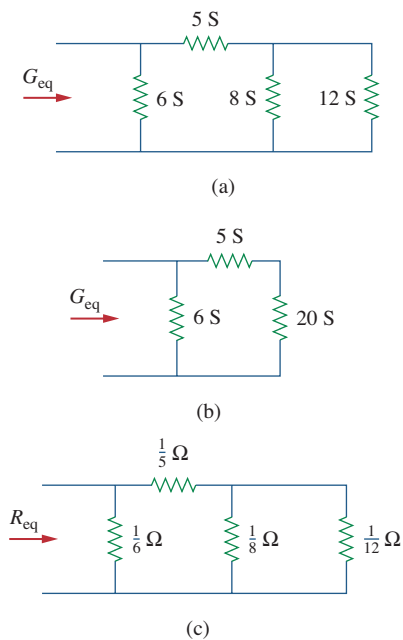 5 S
G_eq
6 S 8 S 12 S
(a)
5 S
G_eq
6 S 20 S
(b)
1/5 Ω
R_eq
1/6 Ω 1/8 Ω 1/12 Ω
(c)